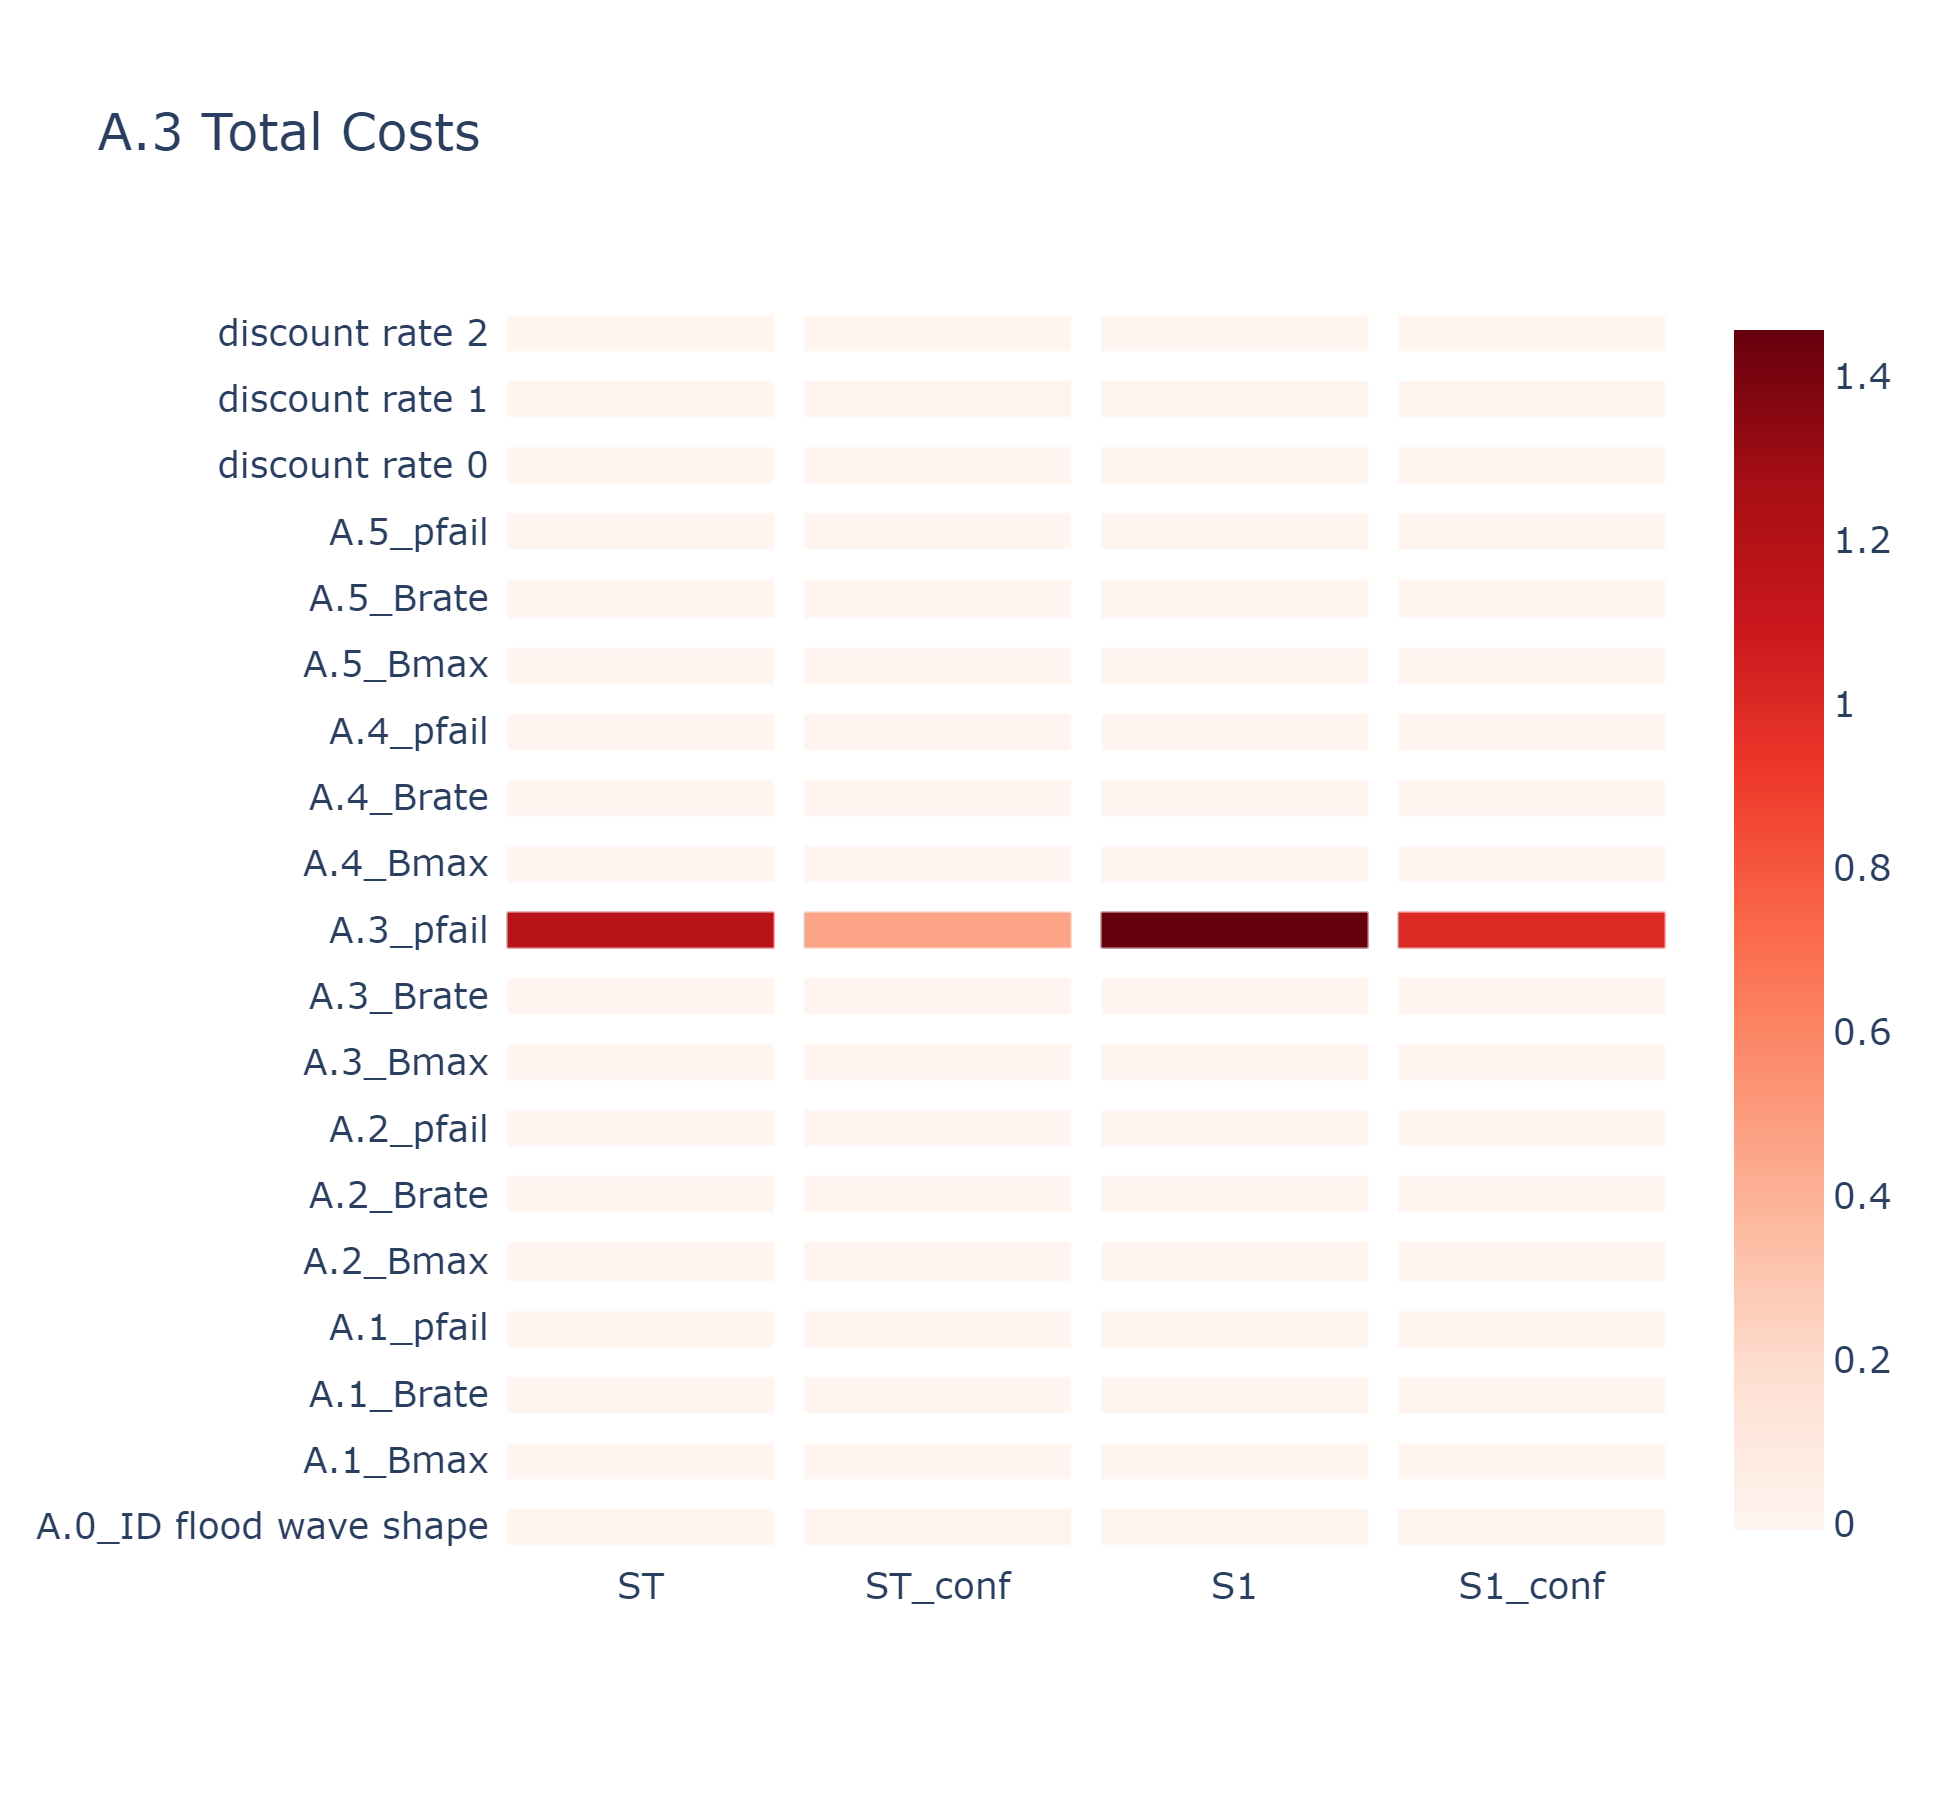 A.3 Total Costs
discount rate 2
discount rate 1
discount rate 0
A.5_pfail
A.5_Brate
A.5_Bmax
A.4_pfail
A.4_Brate
A.4_Bmax
A.3_pfail
A.3_Brate
A.3_Bmax
A.2_pfail
A.2_Brate
A.2_Bmax
A.1_pfail
A.1_Brate
A.1_Bmax
A.0_ID flood wave shape
ST ST_conf S1 S1_conf
1.4
1.2
1
0.8
0.6
0.4
0.2
0